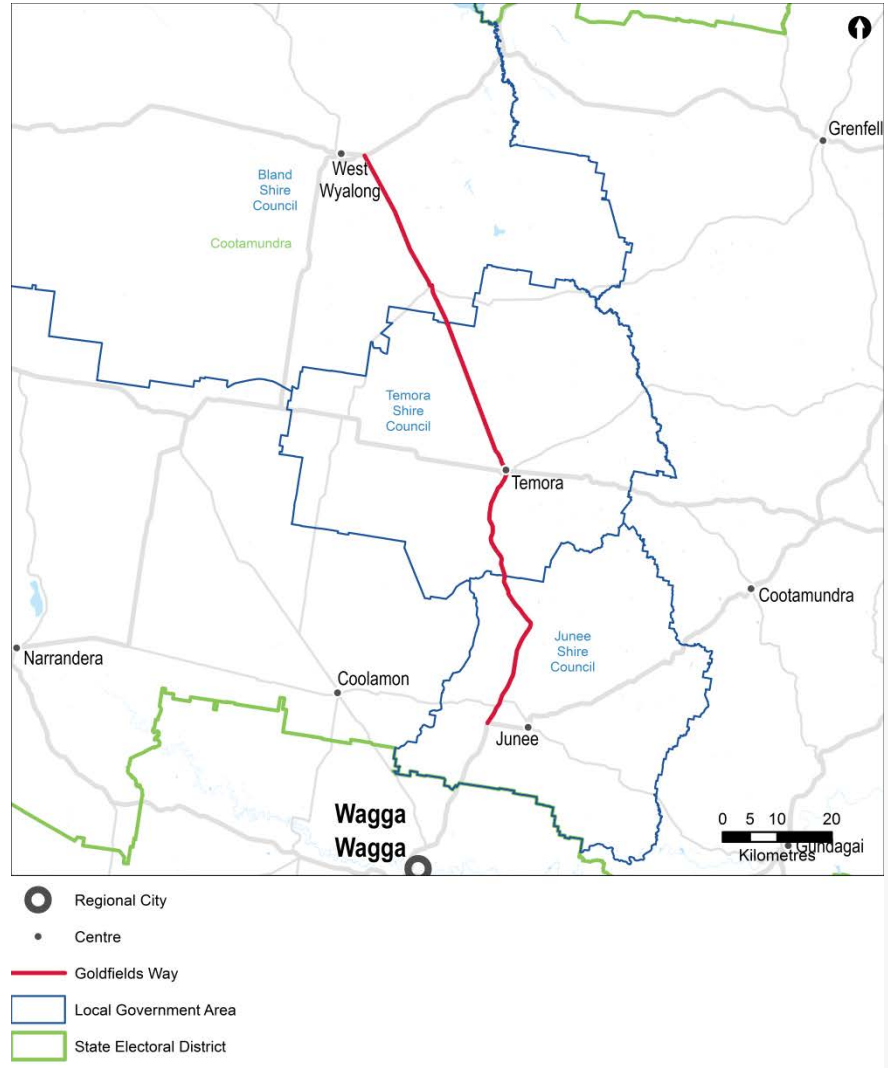 Grenfell
West
Wyalong
Bland
Shire
Council
Cootamundra
Temora
Shire
Council
Temora
Cootamundra
Junee
Shire
Council
Narrandera
Coolamon
Junee
Wagga
Wagga
0 5 10 20
Kilometres
Gundagai
Regional City
Centre
Goldfields Way
Local Government Area
State Electoral District